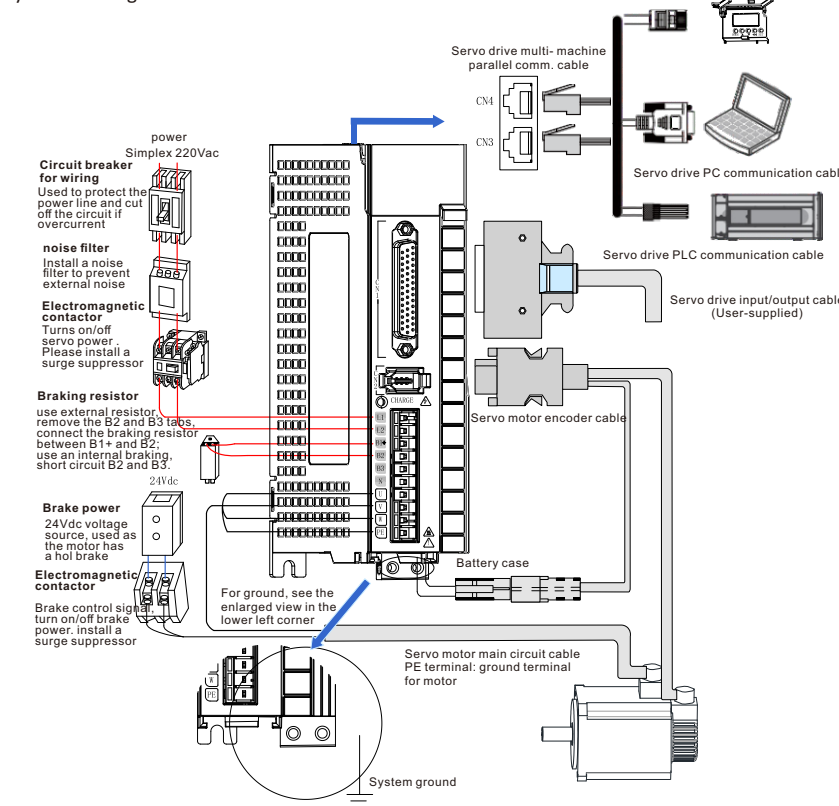 Servo drive multi- machine
parallel comm. cable
CN4
CN3
Servo drive PC communication cabl
Servo drive PLC communication cable
Servo drive input/output cable
(User-supplied)
power
Simplex 220Vac
Circuit breaker
for wiring
Used to protect the
power line and cut
off the circuit if
overcurrent
noise filter
Install a noise
filter to prevent
external noise
Electromagnetic
contactor
Turns on/off
servo power .
Please install a
surge suppressor
Braking resistor
use external resistor,
remove the B2 and B3 tabs,
connect the braking resistor
between B1+ and B2;
use an internal braking,
short circuit B2 and B3.
24Vdc
Brake power
24Vdc voltage
source, used as
the motor has
a hol brake
Electromagnetic
contactor
Brake control signal,
turn on/off brake
power. install a
surge suppressor
CHARGE
L1
L2
B1+
B2
B3
N
U
V
W
PE
Servo motor encoder cable
Battery case
For ground, see the
enlarged view in the
lower left corner
Servo motor main circuit cable
PE terminal: ground terminal
for motor
W
PE
System ground